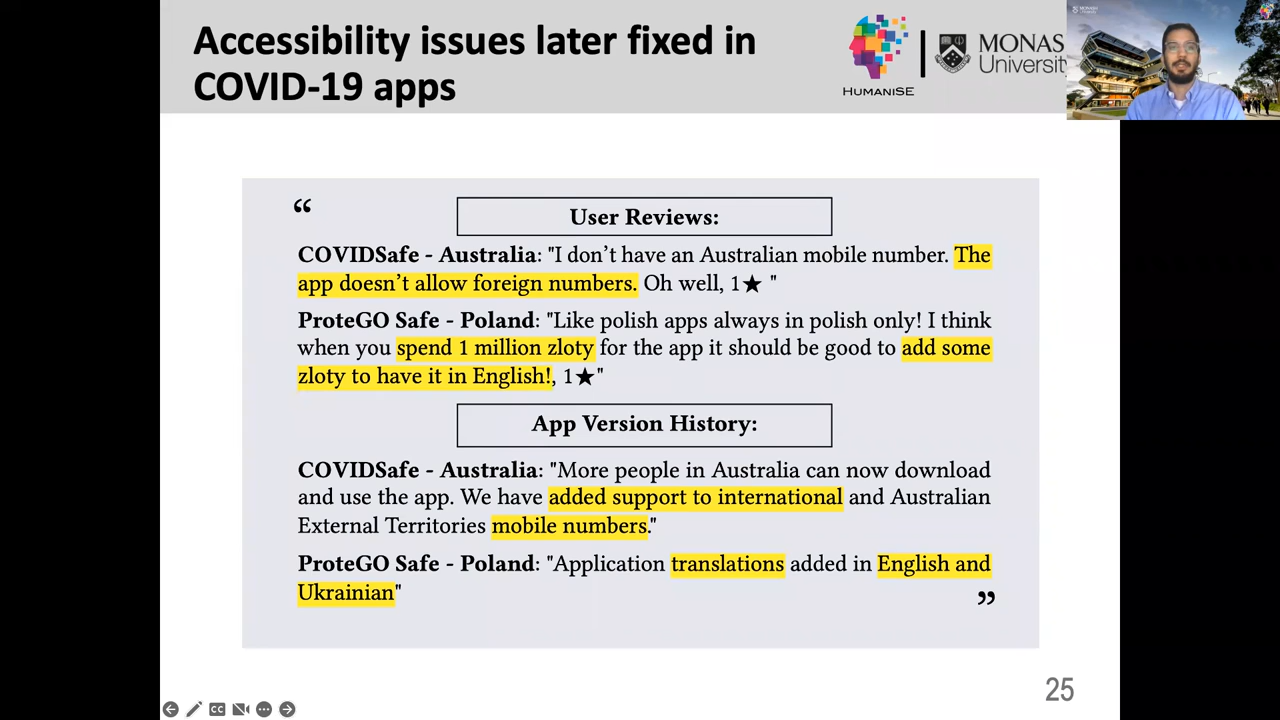 Accessibility issues later fixed in
COVID-19 apps
HUMANISE
MONAS
University
“
User Reviews:
COVIDSafe - Australia: "I don’t have an Australian mobile number. The
app doesn’t allow foreign numbers. Oh well, 1★ "
ProteGO Safe - Poland: "Like polish apps always in polish only! I think
when you spend 1 million zloty for the app it should be good to add some
zloty to have it in English!, 1★"
App Version History:
COVIDSafe - Australia: "More people in Australia can now download
and use the app. We have added support to international and Australian
External Territories mobile numbers."
ProteGO Safe - Poland: "Application translations added in English and
Ukrainian"
”
CC
25